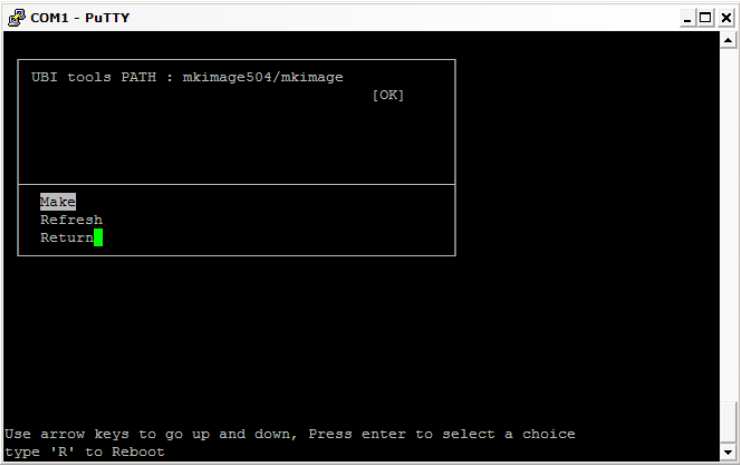 COM1 - PuTTY
UBI tools PATH : mkimage504/mkimage
[OK]
Make
Refresh
Return
Use arrow keys to go up and down, Press enter to select a choice
type 'R' to Reboot